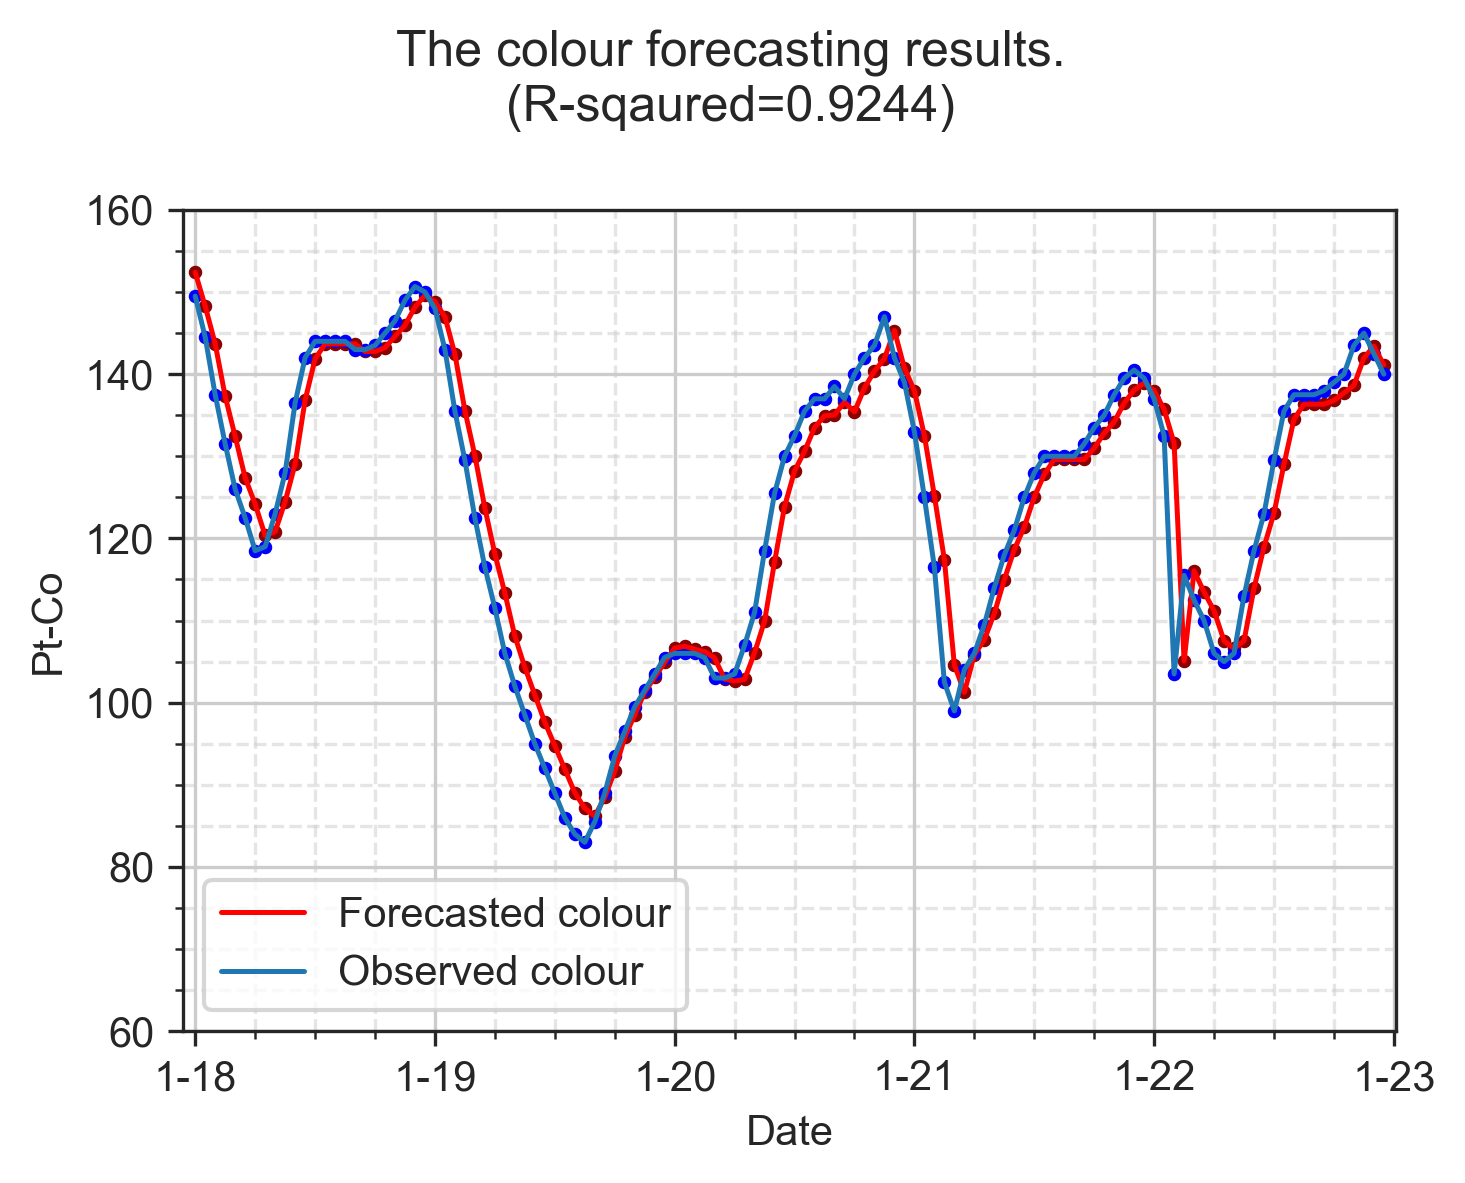 The colour forecasting results.
(R-sqaured=0.9244)
160
140
120
100
80
60
Pt-Co
Forecasted colour
Observed colour
1-18 1-19 1-20 1-21 1-22 1-23
Date